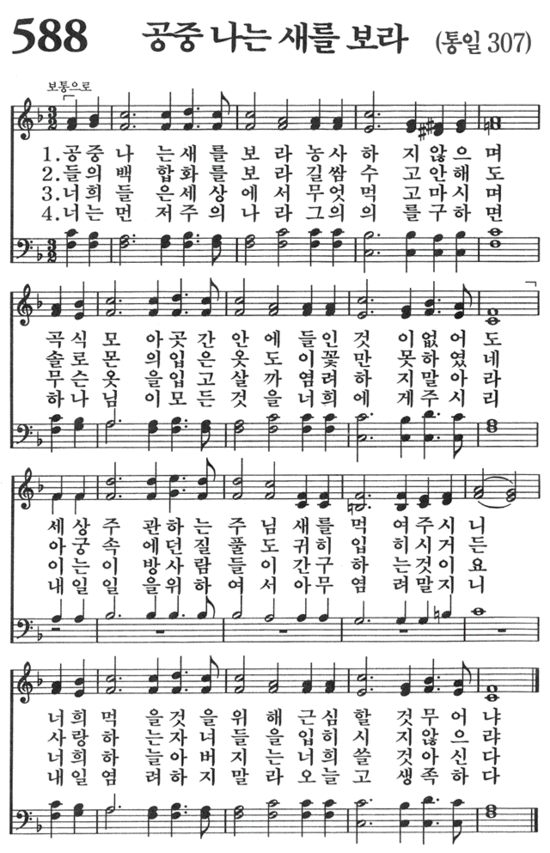 588 공중 나는 새를 보라 (통일 307)
보통으로
1. 공 중 나 는 새 를 보 라 농 사 하 지 않 으 며
2. 들 의 백 합 화 를 보 라 길 쌈 수 고 안 해 도
3. 너 희 들 은 세 상 에 서 무 엇 먹 고 마 시 며
4. 너 는 먼 저 주 의 나 라 그 의 의 를 구 하 면
곡 식 모 아 곳 간 안 에 들 인 것 이 없 어 도
솔 로 몬 의 입 은 옷 도 이 꽃 만 못 하 였 네
무 슨 옷 을 입 고 살 까 염 려 하 지 말 아 라
하 나 님 이 모 든 것 을 너 희 에 게 주 시 리
세 상 주 관 하 는 주 님 새 를 먹 여 주 시 니
아 궁 속 에 던 질 풀 도 귀 히 입 히 시 거 든
이 는 이 방 사 람 들 이 간 구 하 는 것 이 요
내 일 일 을 위 하 여 서 아 무 염 려 말 지 니
너 희 먹 을 것 을 위 해 근 심 할 것 무 어 냐
사 랑 하 는 자 녀 들 을 입 히 시 지 않 으 랴
너 희 하 늘 아 버 지 는 너 희 쓸 것 아 신 다
내 일 염 려 하 지 말 라 오 늘 고 생 족 하 다